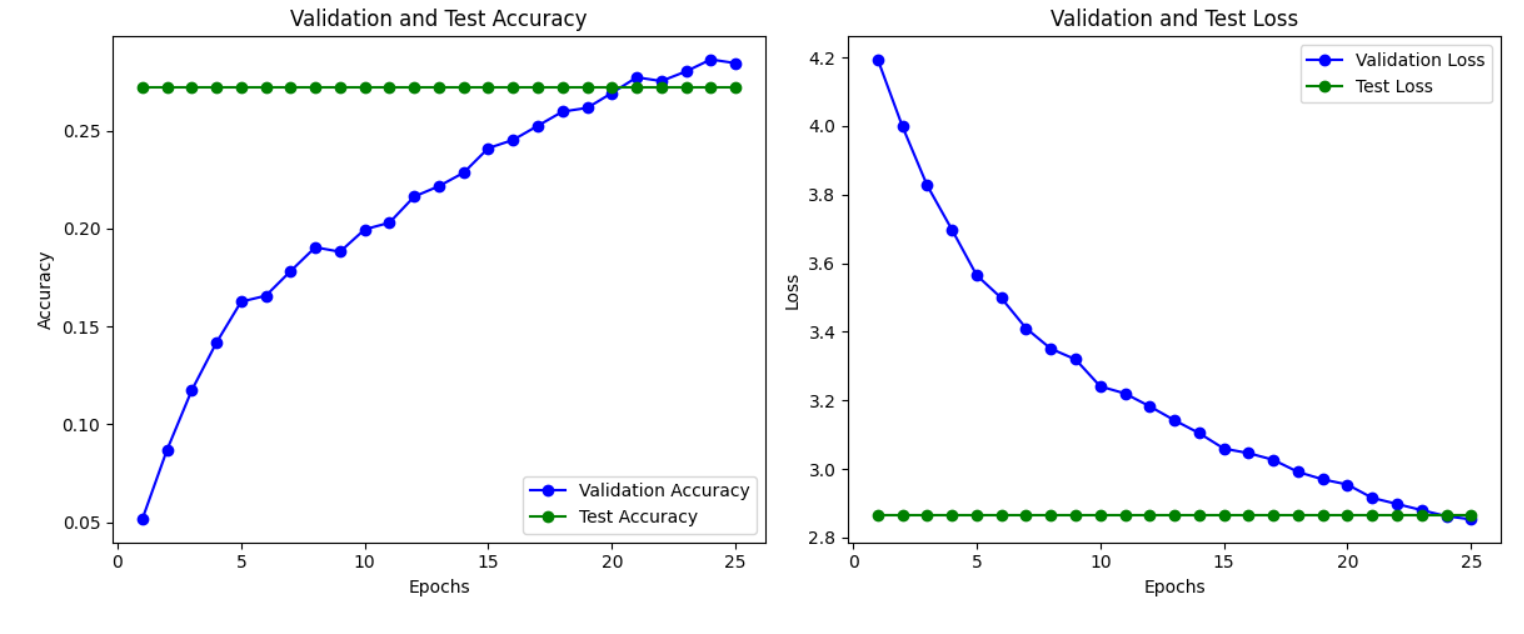 Validation and Test Accuracy
Accuracy
0.25
0.20
0.15
0.10
0.05
Validation Accuracy
Test Accuracy
0 5 10 15 20 25
Epochs
Validation and Test Loss
Loss
4.2
4.0
3.8
3.6
3.4
3.2
3.0
2.8
Validation Loss
Test Loss
0 5 10 15 20 25
Epochs